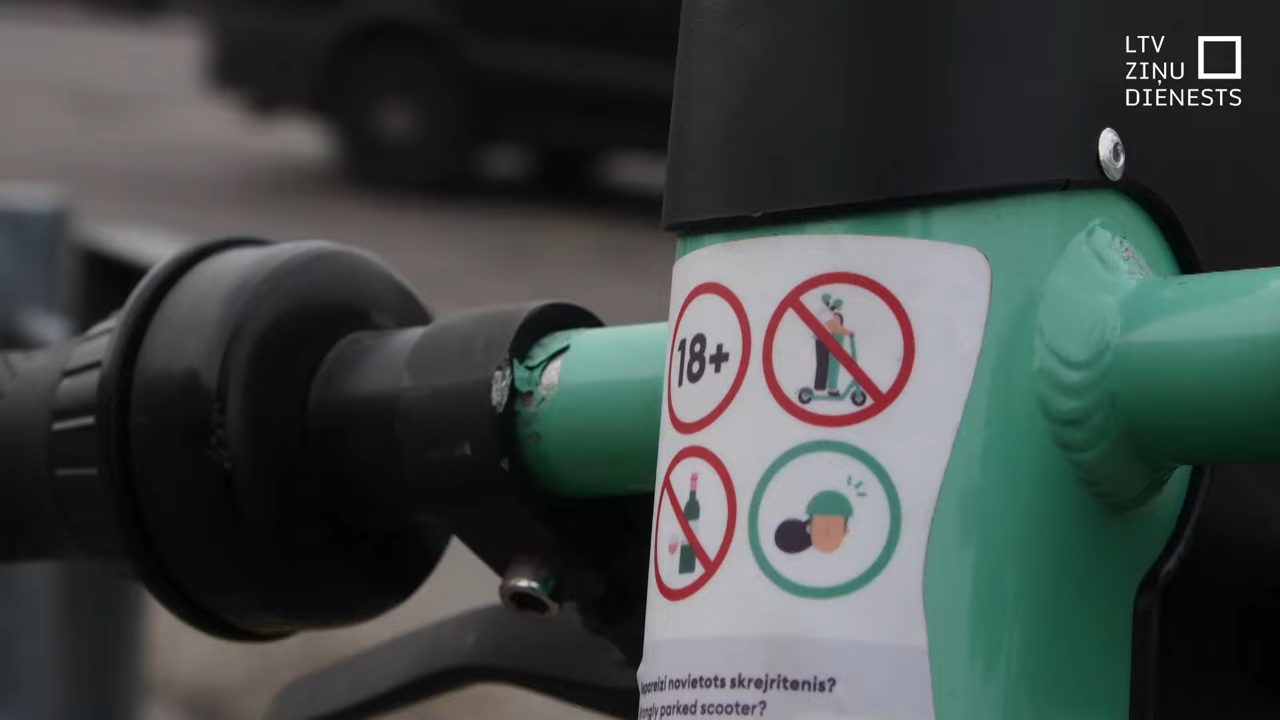 LTV
ZIŅU
DIENESTS
18+
novietots skrejritenis?
parked scooter?